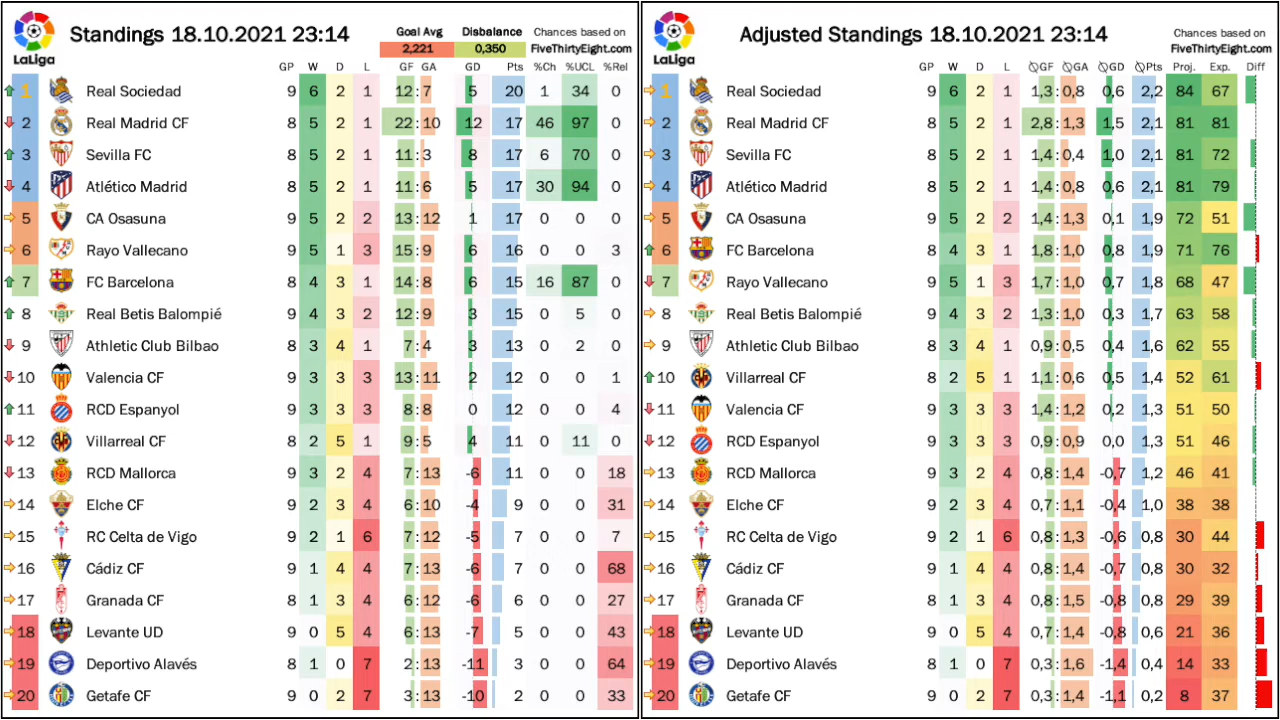 LaLiga
Standings 18.10.2021 23:14
Goal Avg Disbalance Chances based on
2,221 0,350 FiveThirtyEight.com
GP W D L GF GA GD Pts %Ch %UCL %Rel
1 Real Sociedad 9 6 2 1 12:7 5 20 1 34 0
2 Real Madrid CF 8 5 2 1 22:10 12 17 46 97 0
3 Sevilla FC 8 5 2 1 11:3 8 17 6 70 0
4 Atlético Madrid 8 5 2 1 11:6 5 17 30 94 0
5 CA Osasuna 9 5 2 2 13:12 1 17 0 0 0
6 Rayo Vallecano 9 5 1 3 15:9 6 16 0 0 3
7 FC Barcelona 8 4 3 1 14:8 6 15 16 87 0
8 Real Betis Balompié 9 4 3 2 12:9 3 15 0 5 0
9 Athletic Club Bilbao 8 3 4 1 7:4 3 13 0 2 0
10 Valencia CF 9 3 3 3 13:11 2 12 0 0 1
11 RCD Espanyol 9 3 3 3 8:8 0 12 0 0 4
12 Villarreal CF 8 2 5 1 9:5 4 11 0 11 0
13 RCD Mallorca 9 3 2 4 7:13 -6 11 0 0 18
14 Elche CF 9 2 3 4 6:10 -4 9 0 0 31
15 RC Celta de Vigo 9 2 1 6 7:12 -5 7 0 0 7
16 Cádiz CF 9 1 4 4 7:13 -6 7 0 0 68
17 Granada CF 8 1 3 4 6:12 -6 6 0 0 27
18 Levante UD 9 0 5 4 6:13 -7 5 0 0 43
19 Deportivo Alavés 8 1 0 7 2:13 -11 3 0 0 64
20 Getafe CF 9 0 2 7 3:13 -10 2 0 0 33
LaLiga
Adjusted Standings 18.10.2021 23:14
Chances based on
FiveThirtyEight.com
GP W D L ∅GF ∅GA ∅GD ∅Pts Proj. Exp. Diff
1 Real Sociedad 9 6 2 1 1,3:0,8 0,6 2,2 84 67
2 Real Madrid CF 8 5 2 1 2,8:1,3 1,5 2,1 81 81
3 Sevilla FC 8 5 2 1 1,4:0,4 1,0 2,1 81 72
4 Atlético Madrid 8 5 2 1 1,4:0,8 0,6 2,1 81 79
5 CA Osasuna 9 5 2 2 1,4:1,3 0,1 1,9 72 51
6 FC Barcelona 8 4 3 1 1,8:1,0 0,8 1,9 71 76
7 Rayo Vallecano 9 5 1 3 1,7:1,0 0,7 1,8 68 47
8 Real Betis Balompié 9 4 3 2 1,3:1,0 0,3 1,7 63 58
9 Athletic Club Bilbao 8 3 4 1 0,9:0,5 0,4 1,6 62 55
10 Villarreal CF 8 2 5 1 1,1:0,6 0,5 1,4 52 61
11 Valencia CF 9 3 3 3 1,4:1,2 0,2 1,3 51 50
12 RCD Espanyol 9 3 3 3 0,9:0,9 0,0 1,3 51 46
13 RCD Mallorca 9 3 2 4 0,8:1,4 -0,7 1,2 46 41
14 Elche CF 9 2 3 4 0,7:1,1 -0,4 1,0 38 38
15 RC Celta de Vigo 9 2 1 6 0,8:1,3 -0,6 0,8 30 44
16 Cádiz CF 9 1 4 4 0,8:1,4 -0,7 0,8 30 32
17 Granada CF 8 1 3 4 0,8:1,5 -0,8 0,8 29 39
18 Levante UD 9 0 5 4 0,7:1,4 -0,8 0,6 21 36
19 Deportivo Alavés 8 1 0 7 0,3:1,6 -1,4 0,4 14 33
20 Getafe CF 9 0 2 7 0,3:1,4 -1,1 0,2 8 37